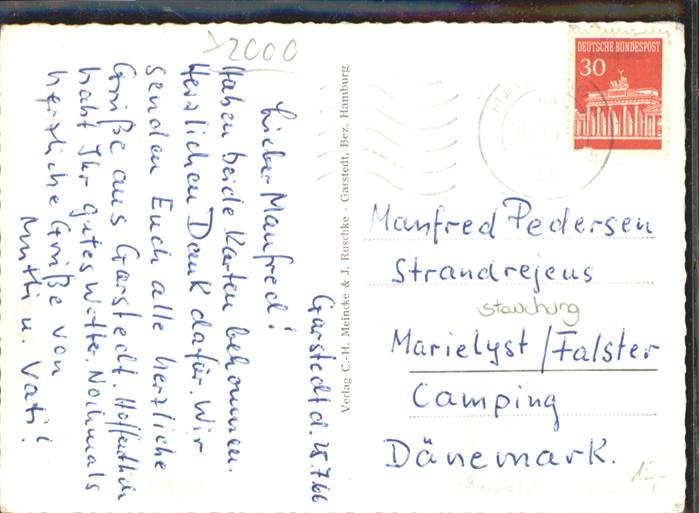 2000
Garstedt d. 25.7.66
Lieber Manfred!
Haben beide Karten bekommen.
Herzlichen Dank dafür. Wir
senden Euch alle herzliche
Grüße aus Garstedt. Hoffentlich
habt Ihr gutes Wetter. Nochmals
herzliche Grüße von
Mutti u. Vati!
Verlag C.-H. Meincke & J. Ruschke · Garstedt, Bez. Hamburg
DEUTSCHE BUNDESPOST
30
Manfred Pedersen
Strandrejeus
stauchung
Marielyst/Falster
Camping
Dänemark.